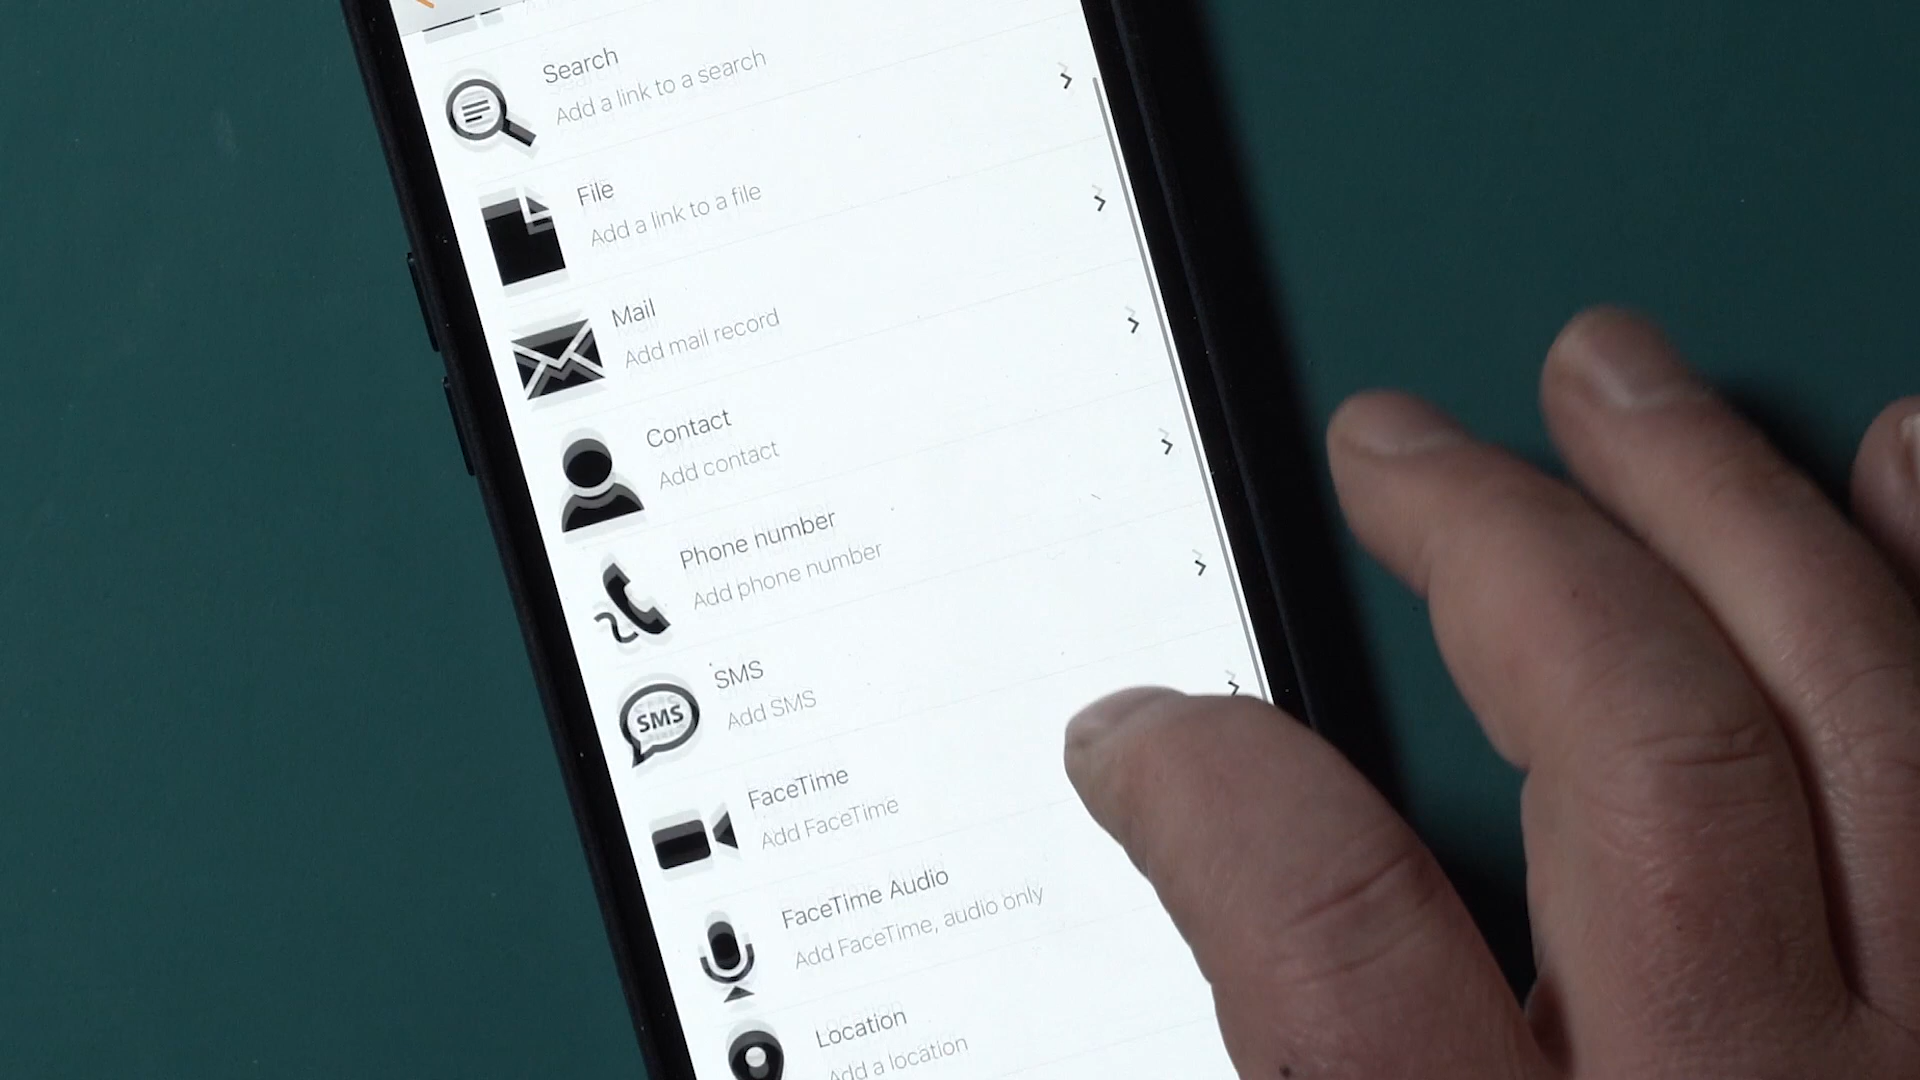 Search
Add a link to a search
File
Add a link to a file
Mail
Add mail record
Contact
Add contact
Phone number
Add phone number
SMS
SMS
Add SMS
FaceTime
Add FaceTime
FaceTime Audio
Add FaceTime, audio only
Location
Add a location